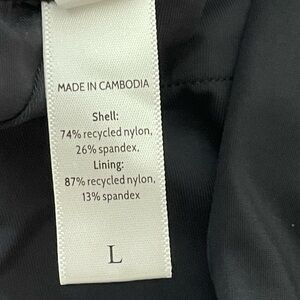 MADE IN CAMBODIA
Shell:
74% recycled nylon,
26% spandex,
Lining:
87% recycled nylon,
13% spandex
L